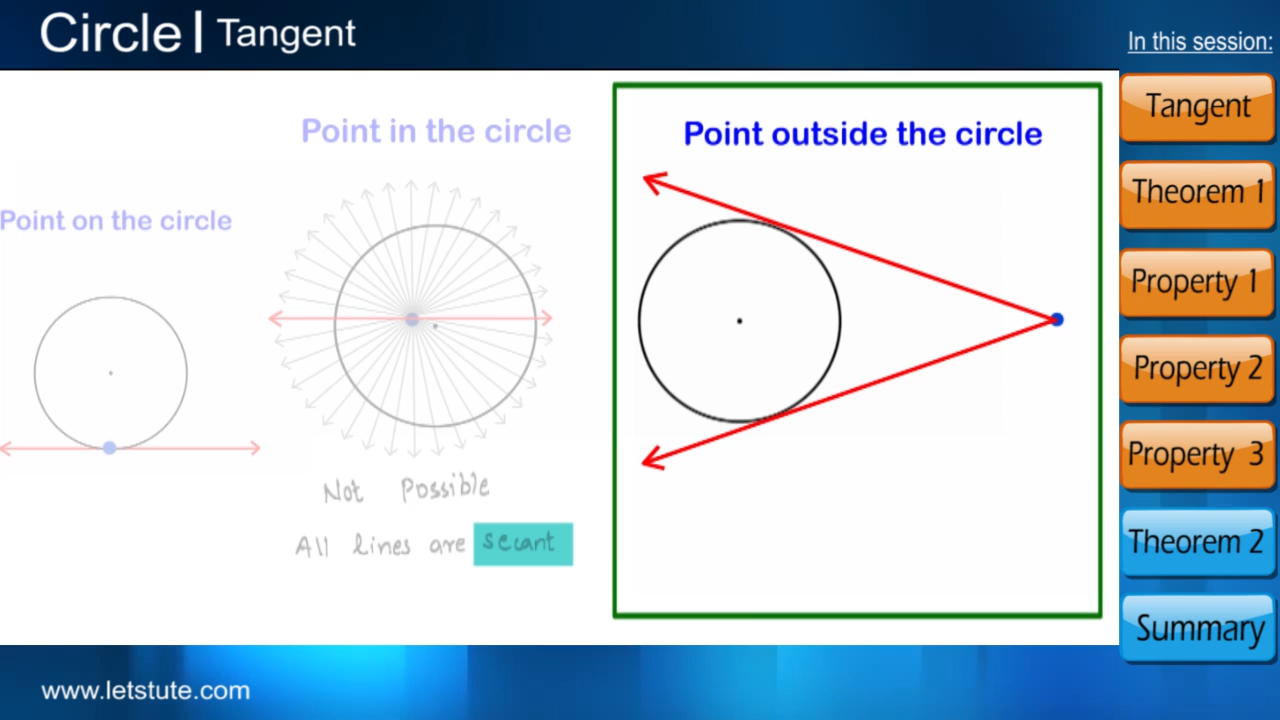 Circle | Tangent
In this session:
Point on the circle
Point in the circle
Not Possible
All lines are secant
Point outside the circle
Tangent
Theorem 1
Property 1
Property 2
Property 3
Theorem 2
Summary
www.letstute.com